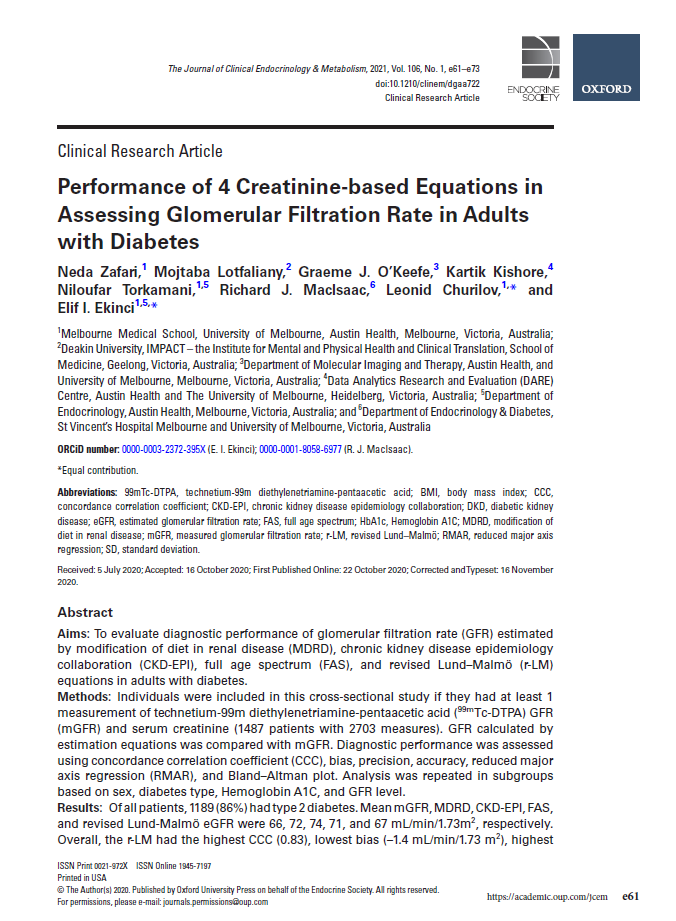 The Journal of Clinical Endocrinology & Metabolism, 2021, Vol. 106, No. 1, e61–e73
doi:10.1210/clinem/dgaa722
Clinical Research Article
ENDOCRINE
SOCIETY
OXFORD
Clinical Research Article
Performance of 4 Creatinine-based Equations in
Assessing Glomerular Filtration Rate in Adults
with Diabetes
Neda Zafari,1 Mojtaba Lotfaliany,2 Graeme J. O’Keefe,3 Kartik Kishore,4
Niloufar Torkamani,1,5 Richard J. MacIsaac,6 Leonid Churilov,1,* and
Elif I. Ekinci1,5,*
1Melbourne Medical School, University of Melbourne, Austin Health, Melbourne, Victoria, Australia;
2Deakin University, IMPACT – the Institute for Mental and Physical Health and Clinical Translation, School of
Medicine, Geelong, Victoria, Australia; 3Department of Molecular Imaging and Therapy, Austin Health, and
University of Melbourne, Melbourne, Victoria, Australia; 4Data Analytics Research and Evaluation (DARE)
Centre, Austin Health and The University of Melbourne, Heidelberg, Victoria, Australia; 5Department of
Endocrinology, Austin Health, Melbourne, Victoria, Australia; and 6Department of Endocrinology & Diabetes,
St Vincent’s Hospital Melbourne and University of Melbourne, Victoria, Australia
ORCiD number: 0000-0003-2372-395X (E. I. Ekinci); 0000-0001-8058-6977 (R. J. MacIsaac).
*Equal contribution.
Abbreviations: 99mTc-DTPA, technetium-99m diethylenetriamine-pentaacetic acid; BMI, body mass index; CCC,
concordance correlation coefficient; CKD-EPI, chronic kidney disease epidemiology collaboration; DKD, diabetic kidney
disease; eGFR, estimated glomerular filtration rate; FAS, full age spectrum; HbA1c, Hemoglobin A1C; MDRD, modification of
diet in renal disease; mGFR, measured glomerular filtration rate; r-LM, revised Lund–Malmö; RMAR, reduced major axis
regression; SD, standard deviation.
Received: 5 July 2020; Accepted: 16 October 2020; First Published Online: 22 October 2020; Corrected and Typeset: 16 November
2020.
Abstract
Aims: To evaluate diagnostic performance of glomerular filtration rate (GFR) estimated
by modification of diet in renal disease (MDRD), chronic kidney disease epidemiology
collaboration (CKD-EPI), full age spectrum (FAS), and revised Lund–Malmö (r-LM)
equations in adults with diabetes.
Methods: Individuals were included in this cross-sectional study if they had at least 1
measurement of technetium-99m diethylenetriamine-pentaacetic acid (99mTc-DTPA) GFR
(mGFR) and serum creatinine (1487 patients with 2703 measures). GFR calculated by
estimation equations was compared with mGFR. Diagnostic performance was assessed
using concordance correlation coefficient (CCC), bias, precision, accuracy, reduced major
axis regression (RMAR), and Bland–Altman plot. Analysis was repeated in subgroups
based on sex, diabetes type, Hemoglobin A1C, and GFR level.
Results: Of all patients, 1189 (86%) had type 2 diabetes. Mean mGFR, MDRD, CKD-EPI, FAS,
and revised Lund-Malmö eGFR were 66, 72, 74, 71, and 67 mL/min/1.73m2, respectively.
Overall, the r-LM had the highest CCC (0.83), lowest bias (–1.4 mL/min/1.73 m2), highest
ISSN Print 0021-972X ISSN Online 1945-7197
Printed in USA
© The Author(s) 2020. Published by Oxford University Press on behalf of the Endocrine Society. All rights reserved.
For permissions, please e-mail: journals.permissions@oup.com
https://academic.oup.com/jcem e61